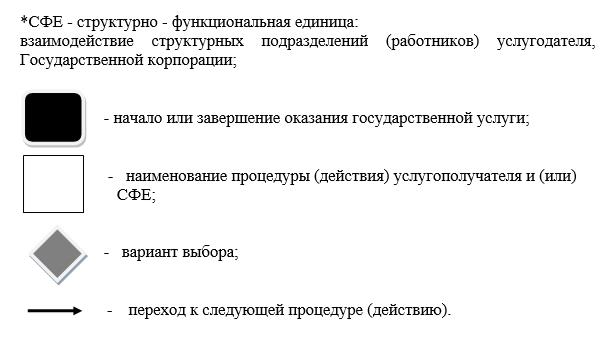 *СФЕ - структурно - функциональная единица:
взаимодействие структурных подразделений (работников) услугодателя,
Государственной корпорации;
- начало или завершение оказания государственной услуги;
- наименование процедуры (действия) услугополучателя и (или)
СФЕ;
- вариант выбора;
- переход к следующей процедуре (действию).